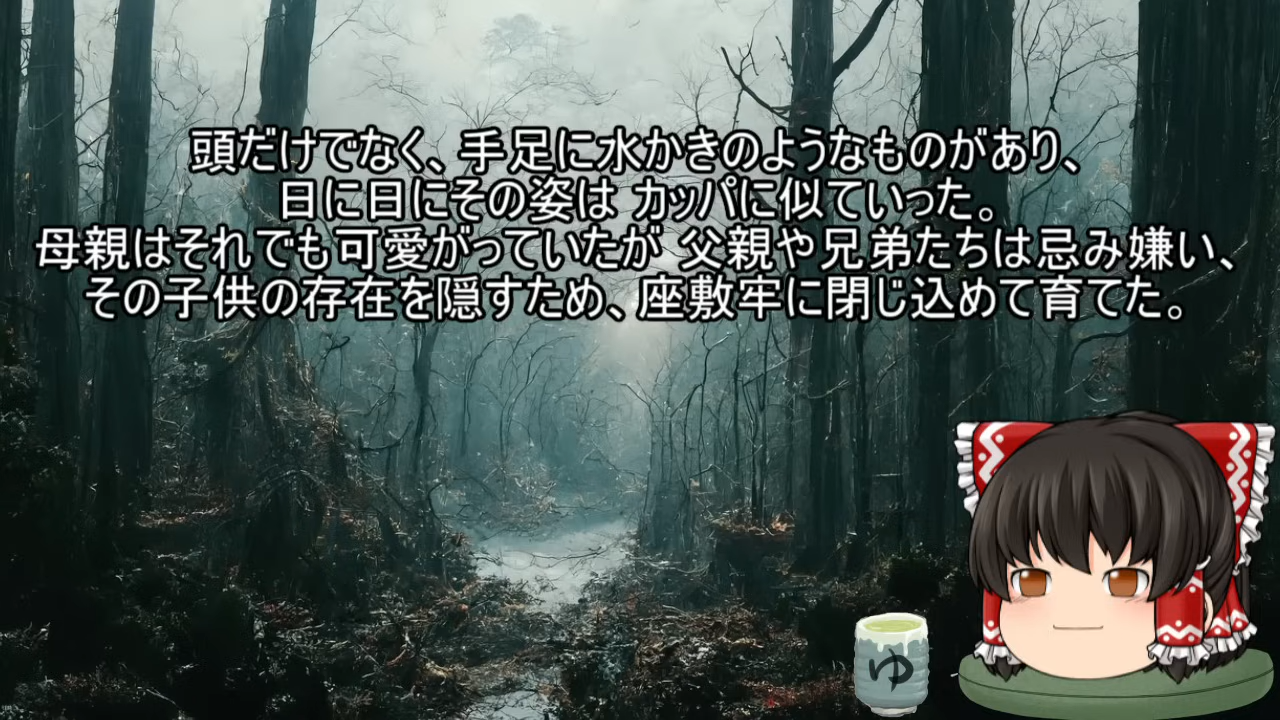 頭だけでなく、手足に水かきのようなものがあり、
日に日にその姿は カッパに似ていった。
母親はそれでも可愛がっていたが 父親や兄弟たちは忌み嫌い、
その子供の存在を隠すため、座敷牢に閉じ込めて育てた。
ゆ